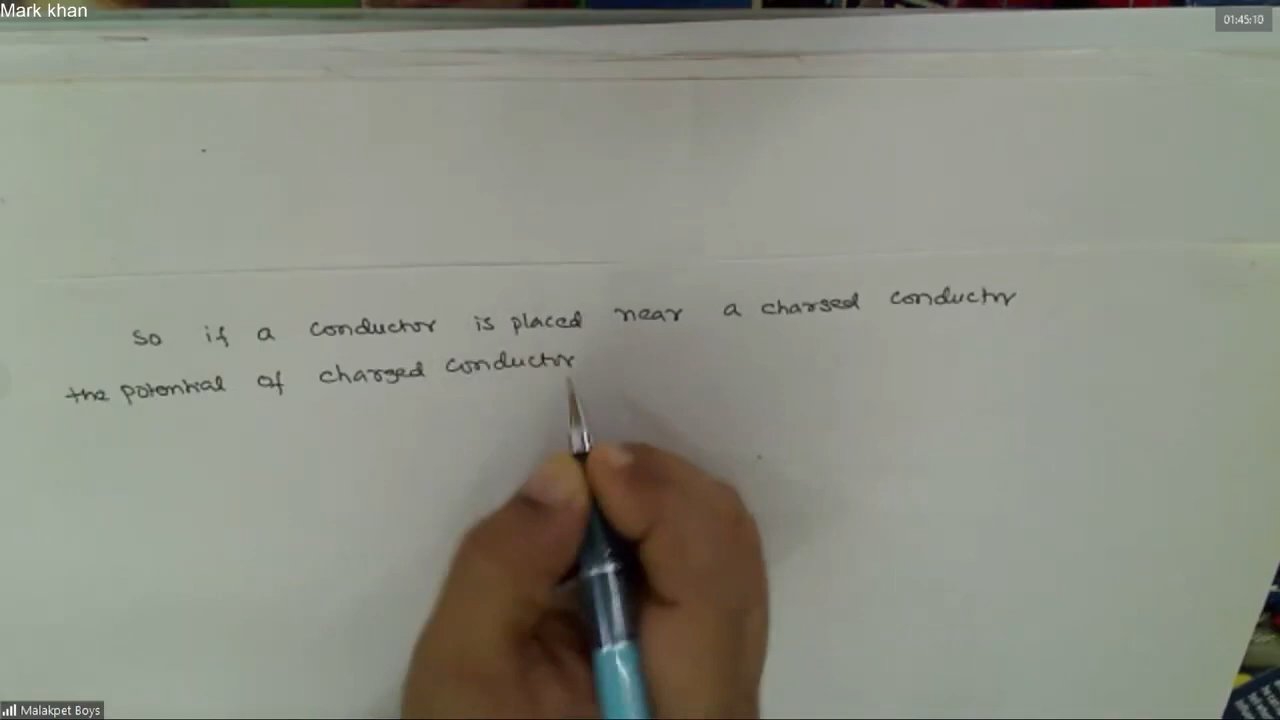 Mark khan
01:45:10
So if a conductor is placed near a charged conductor
the potential of charged conductor
Malakpet Boys